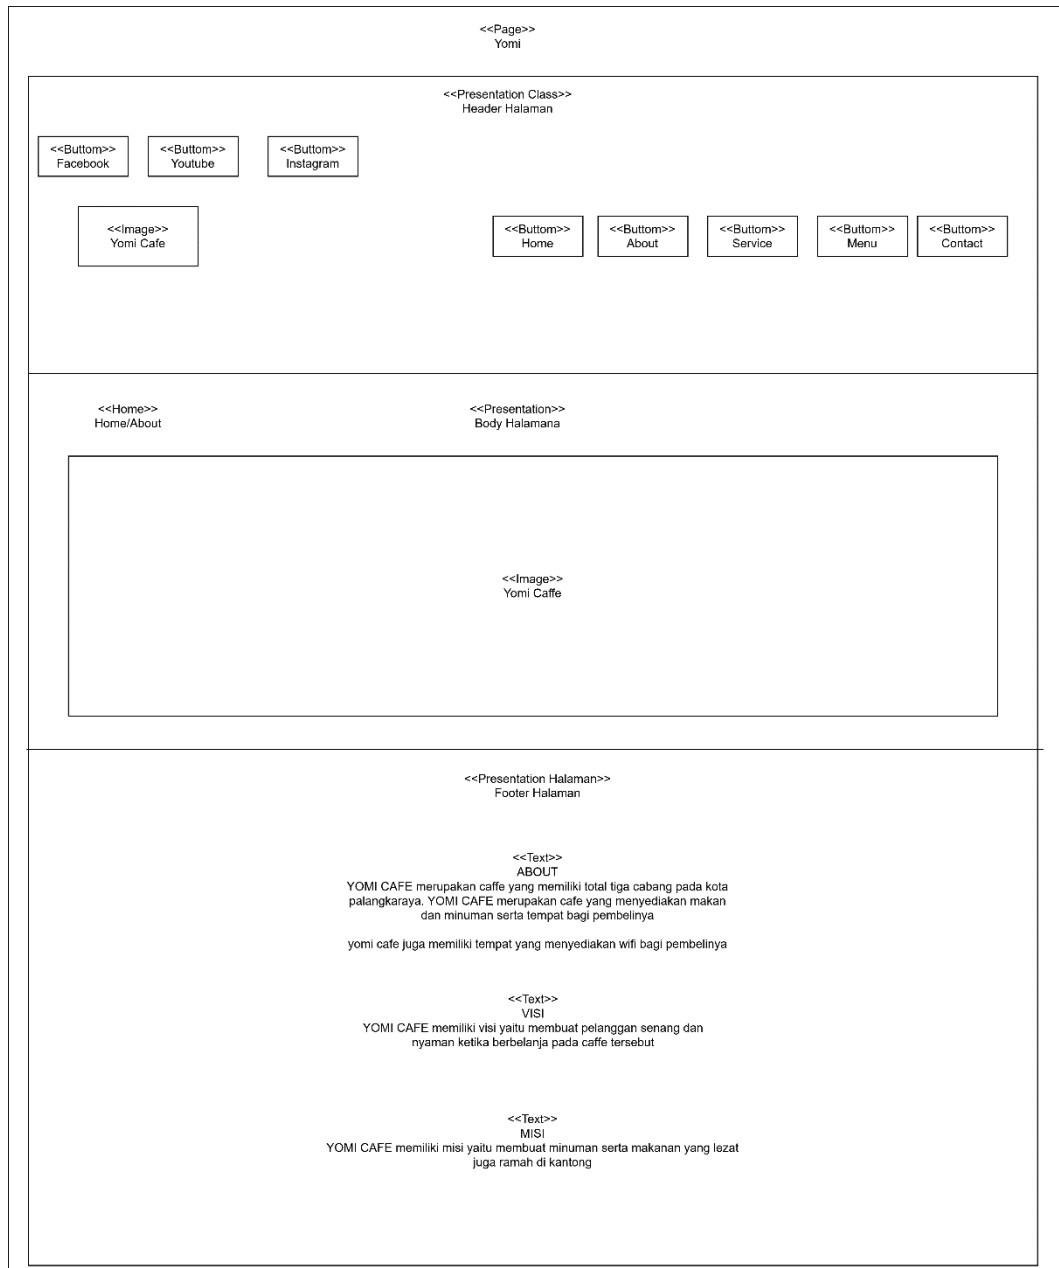 <<Page>>
Yomi
<<Presentation Class>>
Header Halaman
<<Buttom>>
Facebook
<<Buttom>>
Youtube
<<Buttom>>
Instagram
<<Image>>
Yomi Cafe
<<Buttom>>
Home
<<Buttom>>
About
<<Buttom>>
Service
<<Buttom>>
Menu
<<Buttom>>
Contact
<<Home>>
Home/About
<<Presentation>>
Body Halamana
<<Image>>
Yomi Caffe
<<Presentation Halaman>>
Footer Halaman
<<Text>>
ABOUT
YOMI CAFE merupakan caffe yang memiliki total tiga cabang pada kota
palangkaraya. YOMI CAFE merupakan cafe yang menyediakan makan
dan minuman serta tempat bagi pembelinya
yomi cafe juga memiliki tempat yang menyediakan wifi bagi pembelinya
<<Text>>
VISI
YOMI CAFE memiliki visi yaitu membuat pelanggan senang dan
nyaman ketika berbelanja pada caffe tersebut
<<Text>>
MISI
YOMI CAFE memiliki misi yaitu membuat minuman serta makanan yang lezat
juga ramah di kantong